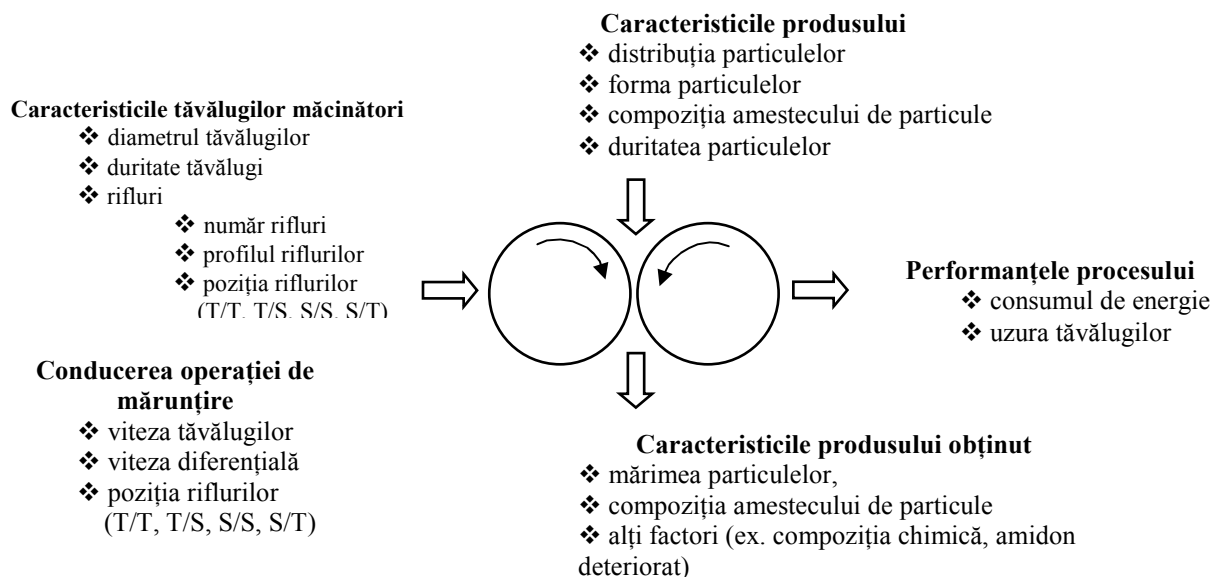 Caracteristicile produsului
❖ distribuția particulelor
❖ forma particulelor
❖ compoziția amestecului de particule
❖ duritatea particulelor
Caracteristicile tăvălugilor măcinători
❖ diametrul tăvălugilor
❖ duritate tăvălugi
❖ rifluri
❖ număr rifluri
❖ profilul riflurilor
❖ poziția riflurilor
(T/T, T/S, S/S, S/T)
Conducerea operației de
mărunțire
❖ viteza tăvălugilor
❖ viteza diferențială
❖ poziția riflurilor
(T/T, T/S, S/S, S/T)
Performanțele procesului
❖ consumul de energie
❖ uzura tăvălugilor
Caracteristicile produsului obținut
❖ mărimea particulelor,
❖ compoziția amestecului de particule
❖ alți factori (ex. compoziția chimică, amidon
deteriorat)